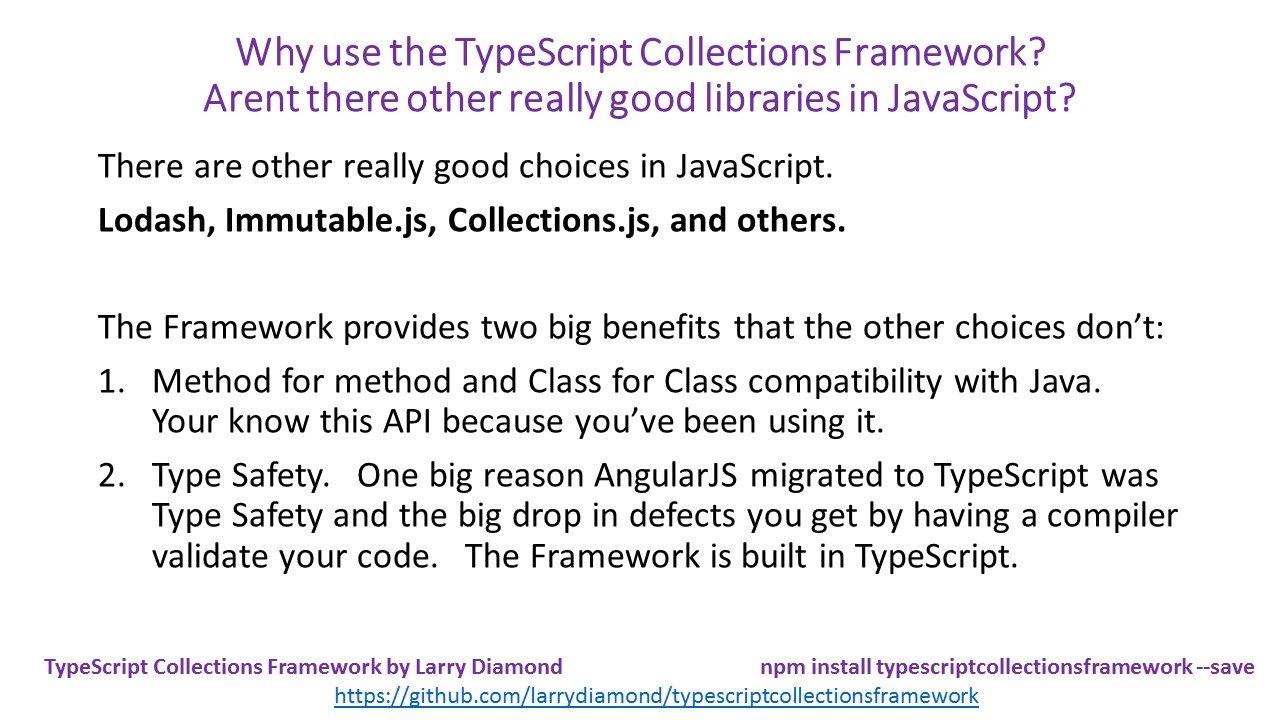 Why use the TypeScript Collections Framework?
Arent there other really good libraries in JavaScript?
There are other really good choices in JavaScript.
Lodash, Immutable.js, Collections.js, and others.
The Framework provides two big benefits that the other choices don’t:
1. Method for method and Class for Class compatibility with Java.
Your know this API because you’ve been using it.
2. Type Safety. One big reason AngularJS migrated to TypeScript was
Type Safety and the big drop in defects you get by having a compiler
validate your code. The Framework is built in TypeScript.
TypeScript Collections Framework by Larry Diamond
npm install typescriptcollectionsframework --save
https://github.com/larrydiamond/typescriptcollectionsframework